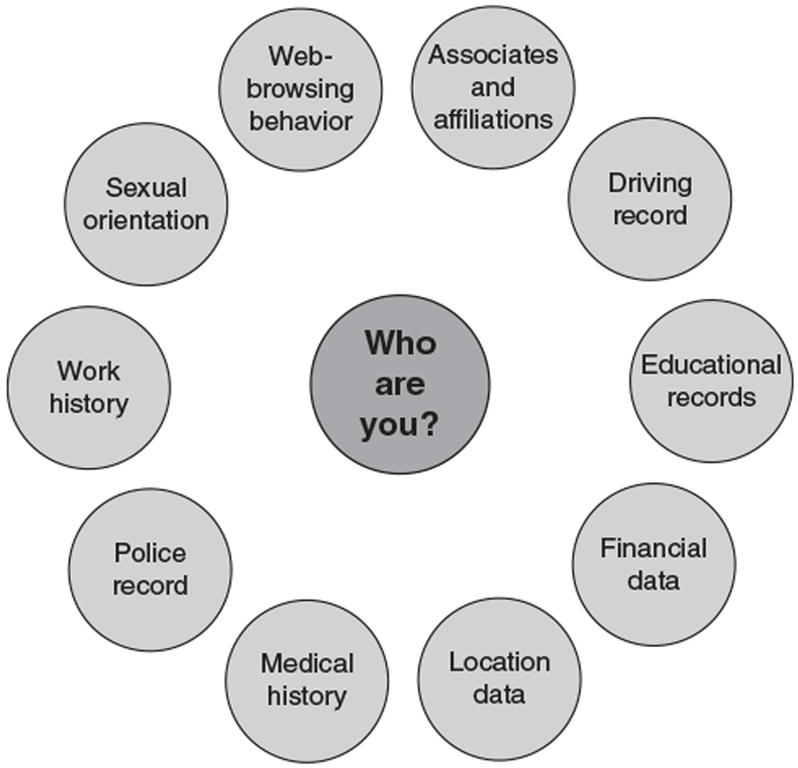 Web-
browsing
behavior
Associates
and
affiliations
Driving
record
Educational
records
Financial
data
Location
data
Medical
history
Police
record
Work
history
Sexual
orientation
Who
are
you?